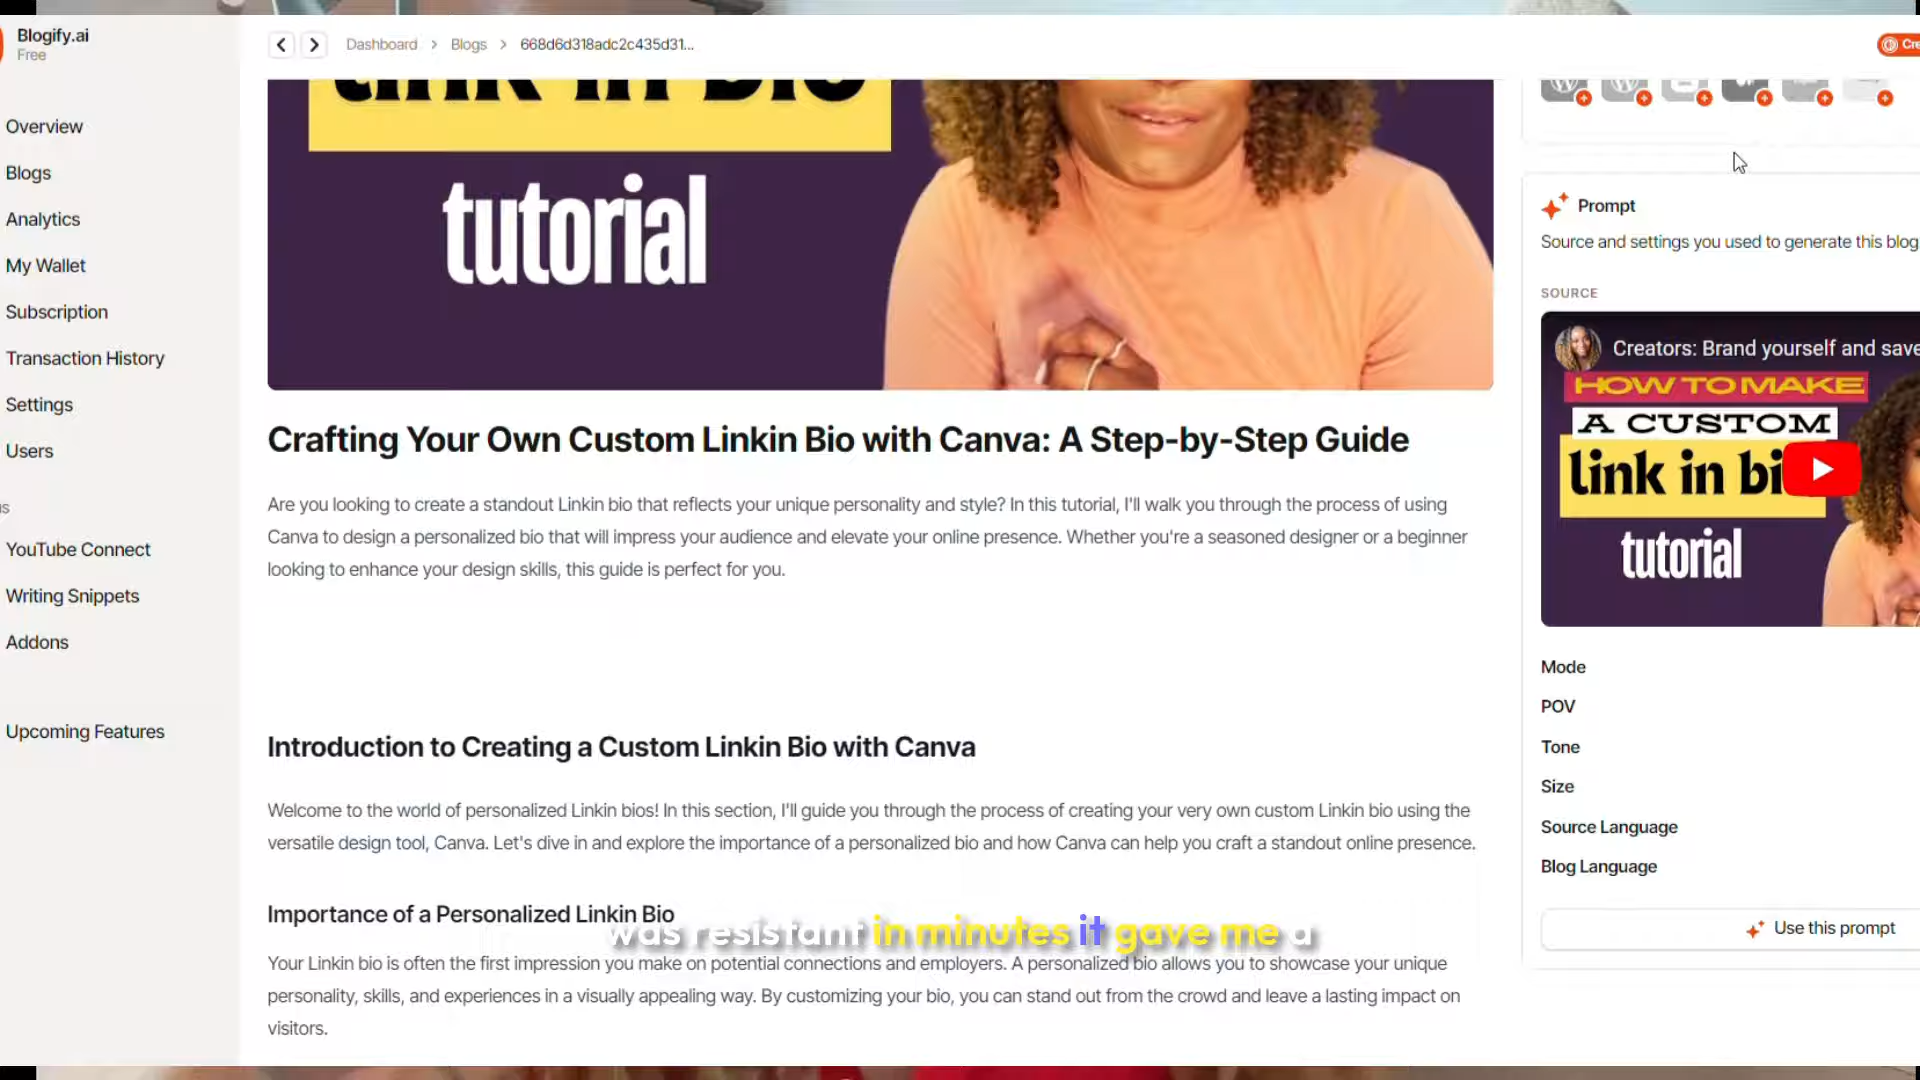 Blogify.ai
Free
Dashboard > Blogs > 668d6d318adc2c435d31...
Cre
Overview
Blogs
Analytics
My Wallet
Subscription
Transaction History
Settings
Users
YouTube Connect
Writing Snippets
Addons
Upcoming Features
link in bio
tutorial
Crafting Your Own Custom Linkin Bio with Canva: A Step-by-Step Guide
Are you looking to create a standout Linkin bio that reflects your unique personality and style? In this tutorial, I'll walk you through the process of using
Canva to design a personalized bio that will impress your audience and elevate your online presence. Whether you're a seasoned designer or a beginner
looking to enhance your design skills, this guide is perfect for you.
Introduction to Creating a Custom Linkin Bio with Canva
Welcome to the world of personalized Linkin bios! In this section, I'll guide you through the process of creating your very own custom Linkin bio using the
versatile design tool, Canva. Let's dive in and explore the importance of a personalized bio and how Canva can help you craft a standout online presence.
Importance of a Personalized Linkin Bio
was resistant in minutes it gave me a
Your Linkin bio is often the first impression you make on potential connections and employers. A personalized bio allows you to showcase your unique
personality, skills, and experiences in a visually appealing way. By customizing your bio, you can stand out from the crowd and leave a lasting impact on
visitors.
Prompt
Source and settings you used to generate this blog
SOURCE
Creators: Brand yourself and save
HOW TO MAKE
A CUSTOM
link in bi
tutorial
Mode
POV
Tone
Size
Source Language
Blog Language
Use this prompt